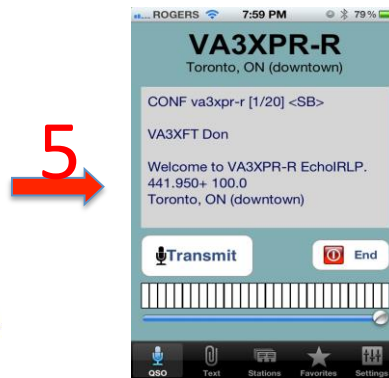 ROGERS 7:59 PM 79%
VA3XPR-R
Toronto, ON (downtown)
CONF va3xpr-r [1/20] <SB>
VA3XFT Don
Welcome to VA3XPR-R EchoIRLP.
441.950+ 100.0
Toronto, ON (downtown)
5
Transmit End
QSO Text Stations Favorites Settings